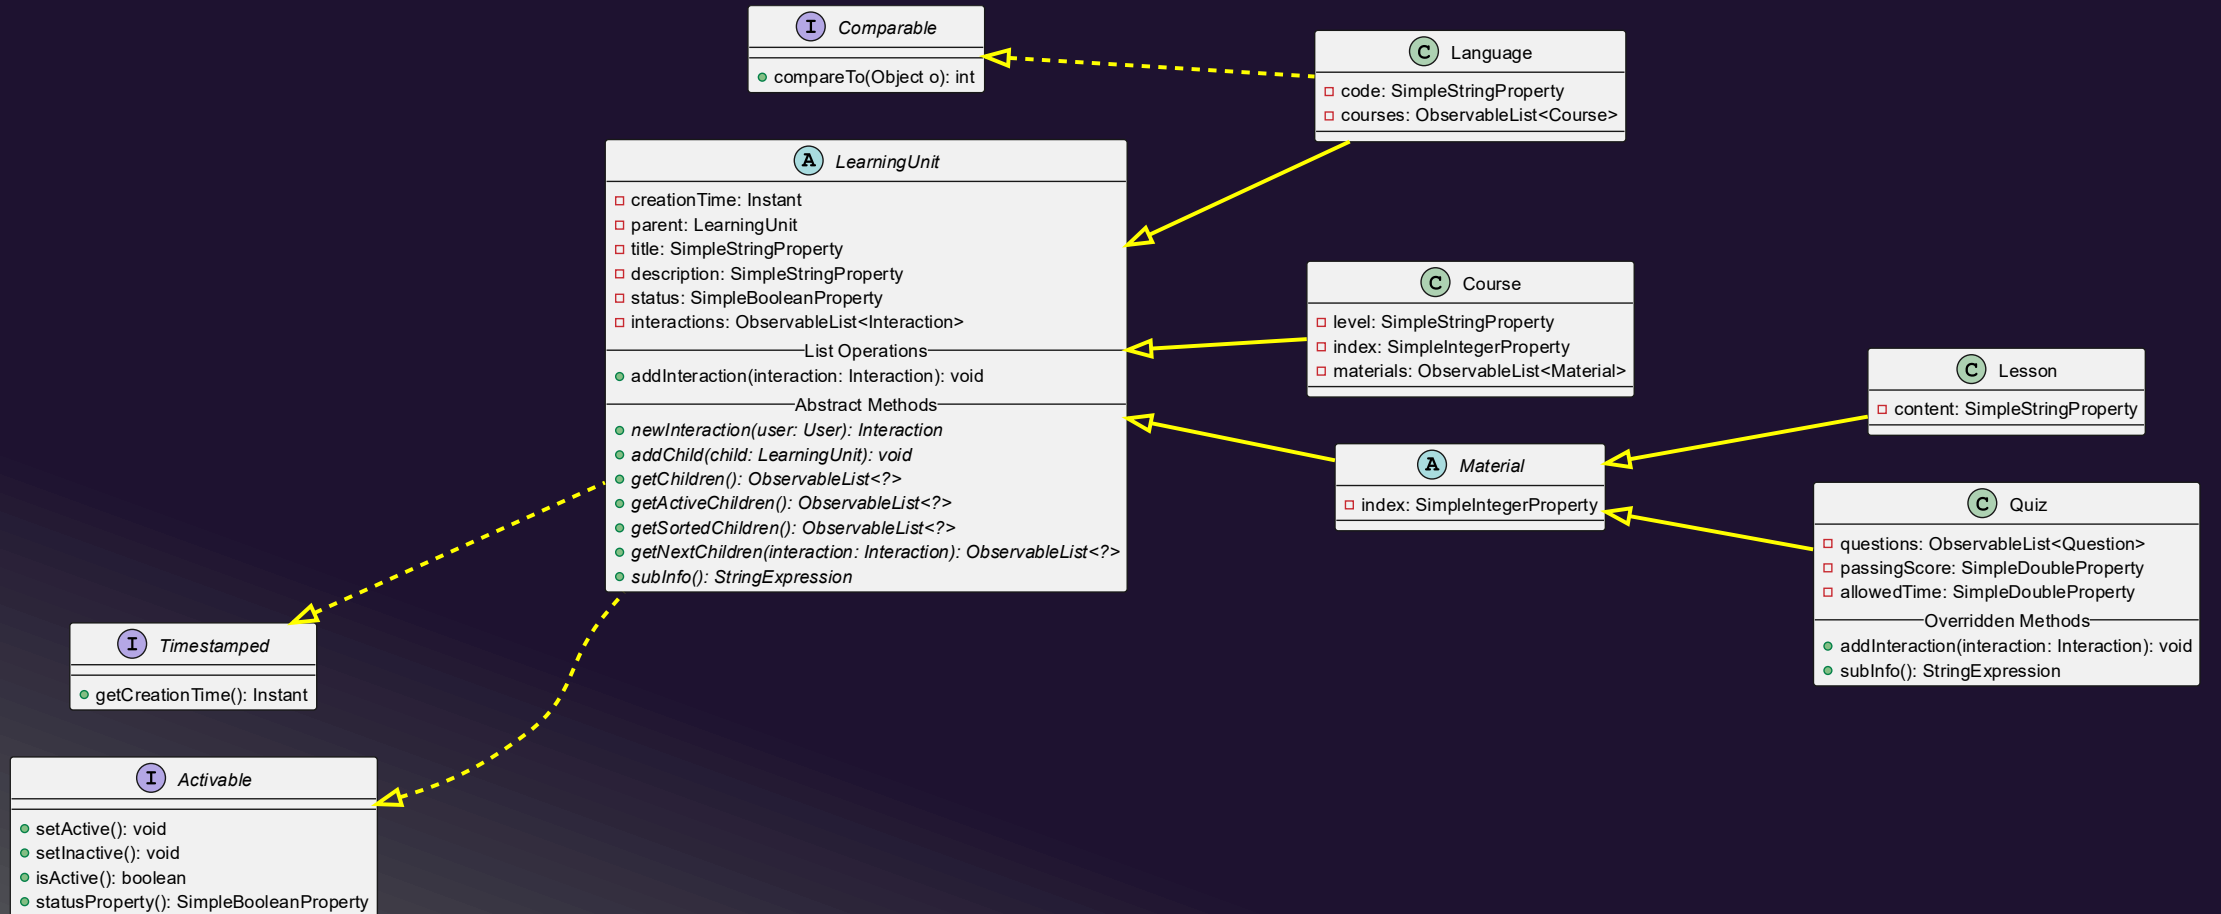 I Comparable
compareTo(Object o): int
C Language
code: SimpleStringProperty
courses: ObservableList<Course>
A LearningUnit
creationTime: Instant
parent: LearningUnit
title: SimpleStringProperty
description: SimpleStringProperty
status: SimpleBooleanProperty
interactions: ObservableList<Interaction>
List Operations
addInteraction(interaction: Interaction): void
Abstract Methods
newInteraction(user: User): Interaction
addChild(child: LearningUnit): void
getChildren(): ObservableList<?>
getActiveChildren(): ObservableList<?>
getSortedChildren(): ObservableList<?>
getNextChildren(interaction: Interaction): ObservableList<?>
subInfo(): StringExpression
C Course
level: SimpleStringProperty
index: SimpleIntegerProperty
materials: ObservableList<Material>
A Material
index: SimpleIntegerProperty
C Lesson
content: SimpleStringProperty
C Quiz
questions: ObservableList<Question>
passingScore: SimpleDoubleProperty
allowedTime: SimpleDoubleProperty
Overridden Methods
addInteraction(interaction: Interaction): void
subInfo(): StringExpression
I Timestamped
getCreationTime(): Instant
I Activable
setActive(): void
setInactive(): void
isActive(): boolean
statusProperty(): SimpleBooleanProperty